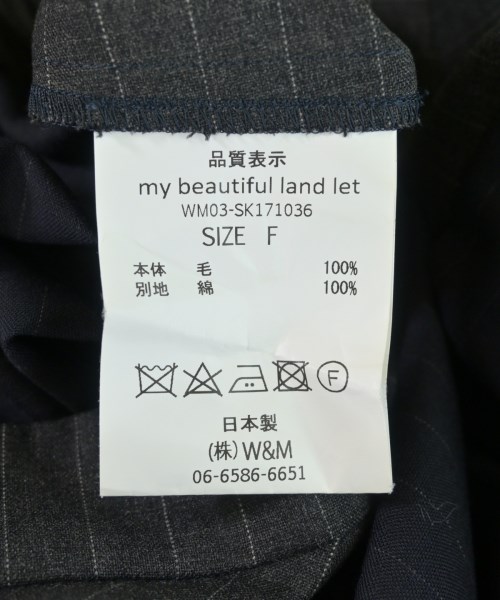 品質表示
my beautiful land let
WM03-SK171036
SIZE F
本体 毛 100%
別地 綿 100%
F
日本製
(株)W&M
06-6586-6651